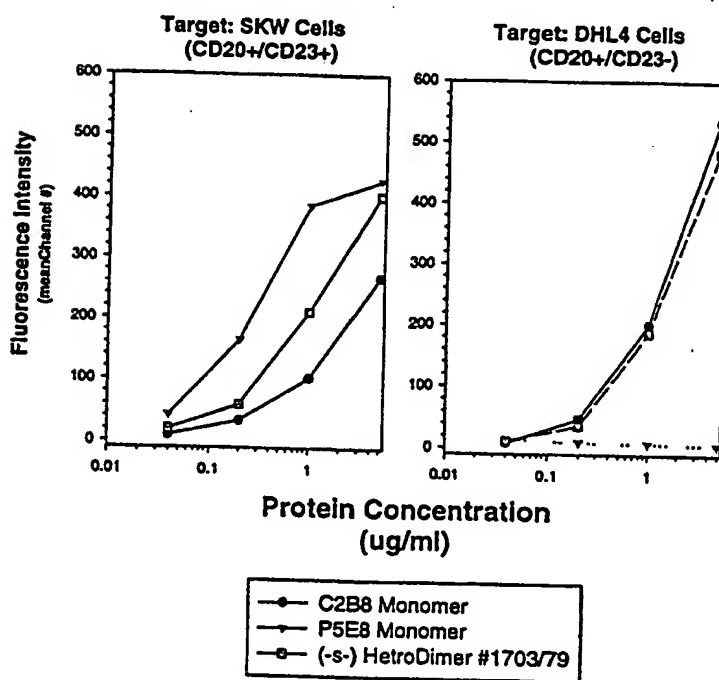 Target: SKW Cells
(CD20+/CD23+)
Target: DHL4 Cells
(CD20+/CD23-)
Fluorescence Intensity
(meanChannel #)
600
500
400
300
200
100
0
0.01
0.1
1
600
500
400
300
200
100
0
0.01
0.1
1
Protein Concentration
(ug/ml)
C2B8 Monomer
P5E8 Monomer
(-s-) HetroDimer #1703/79